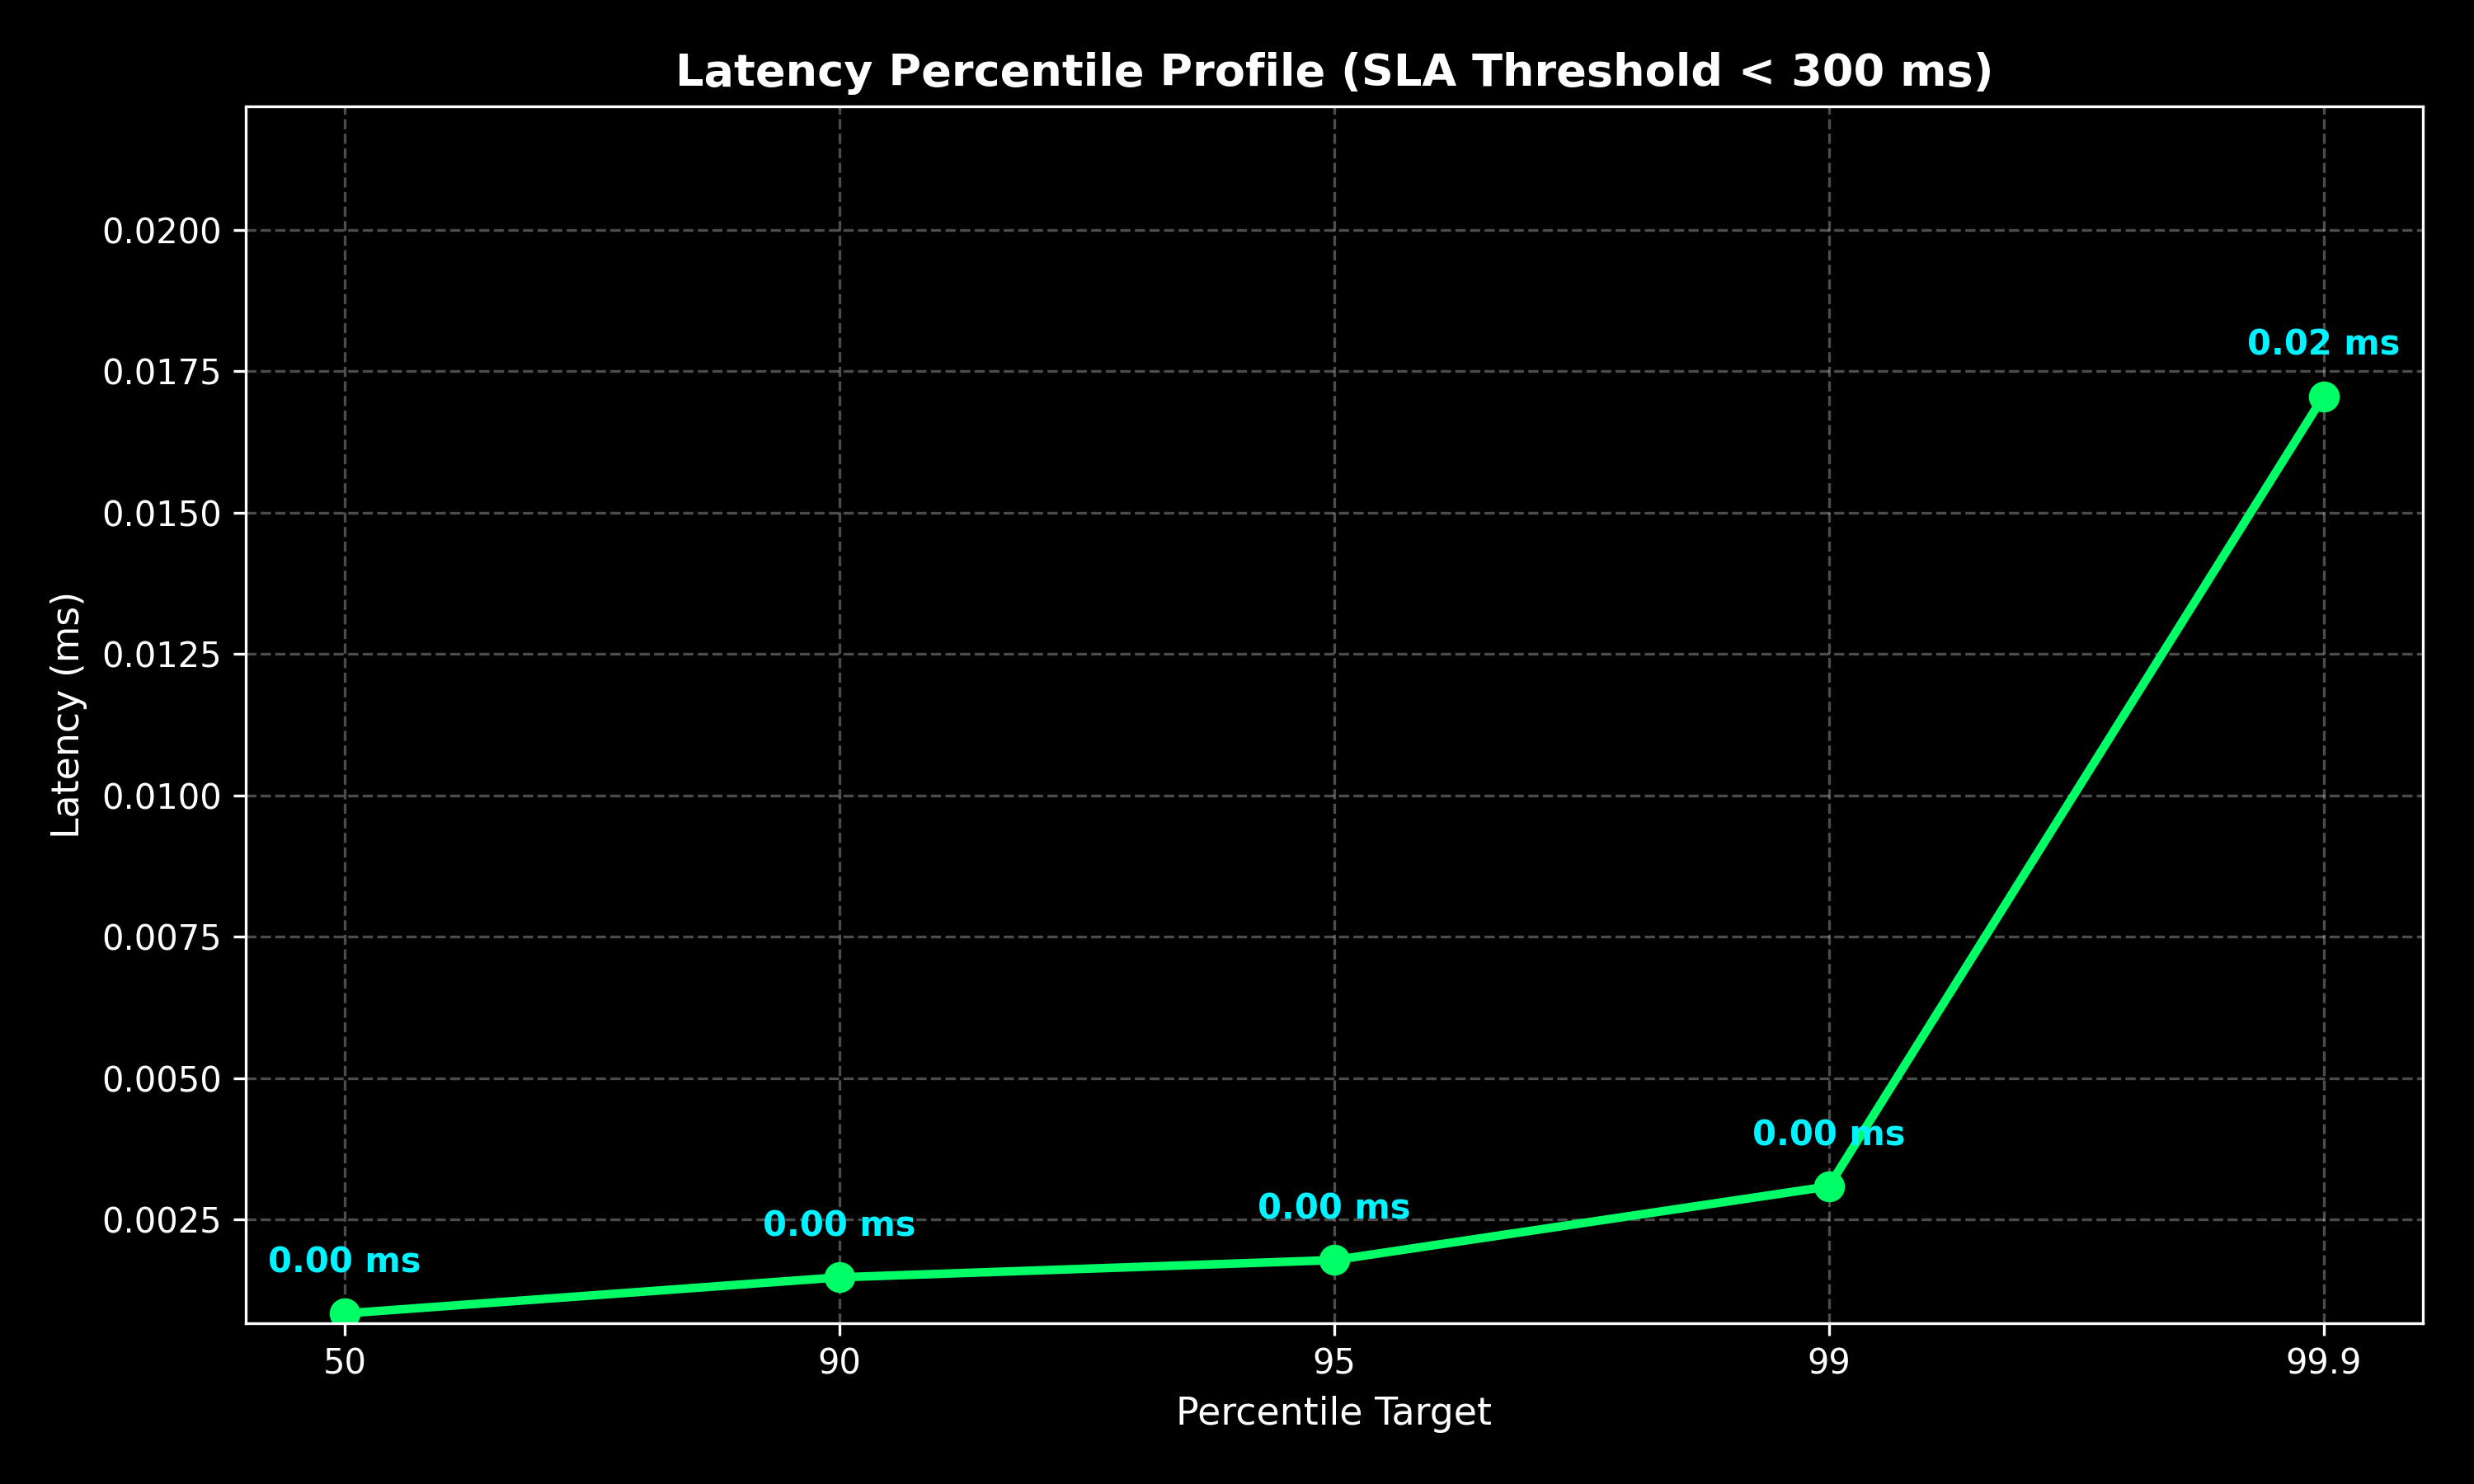 Latency Percentile Profile (SLA Threshold < 300 ms)
0.0200
0.02 ms
0.0175
0.0150
0.0125
Latency (ms)
0.0100
0.0075
0.0050
0.00 ms
0.00 ms
0.00 ms
0.0025
0.00 ms
50 90 95 99 99.9
Percentile Target